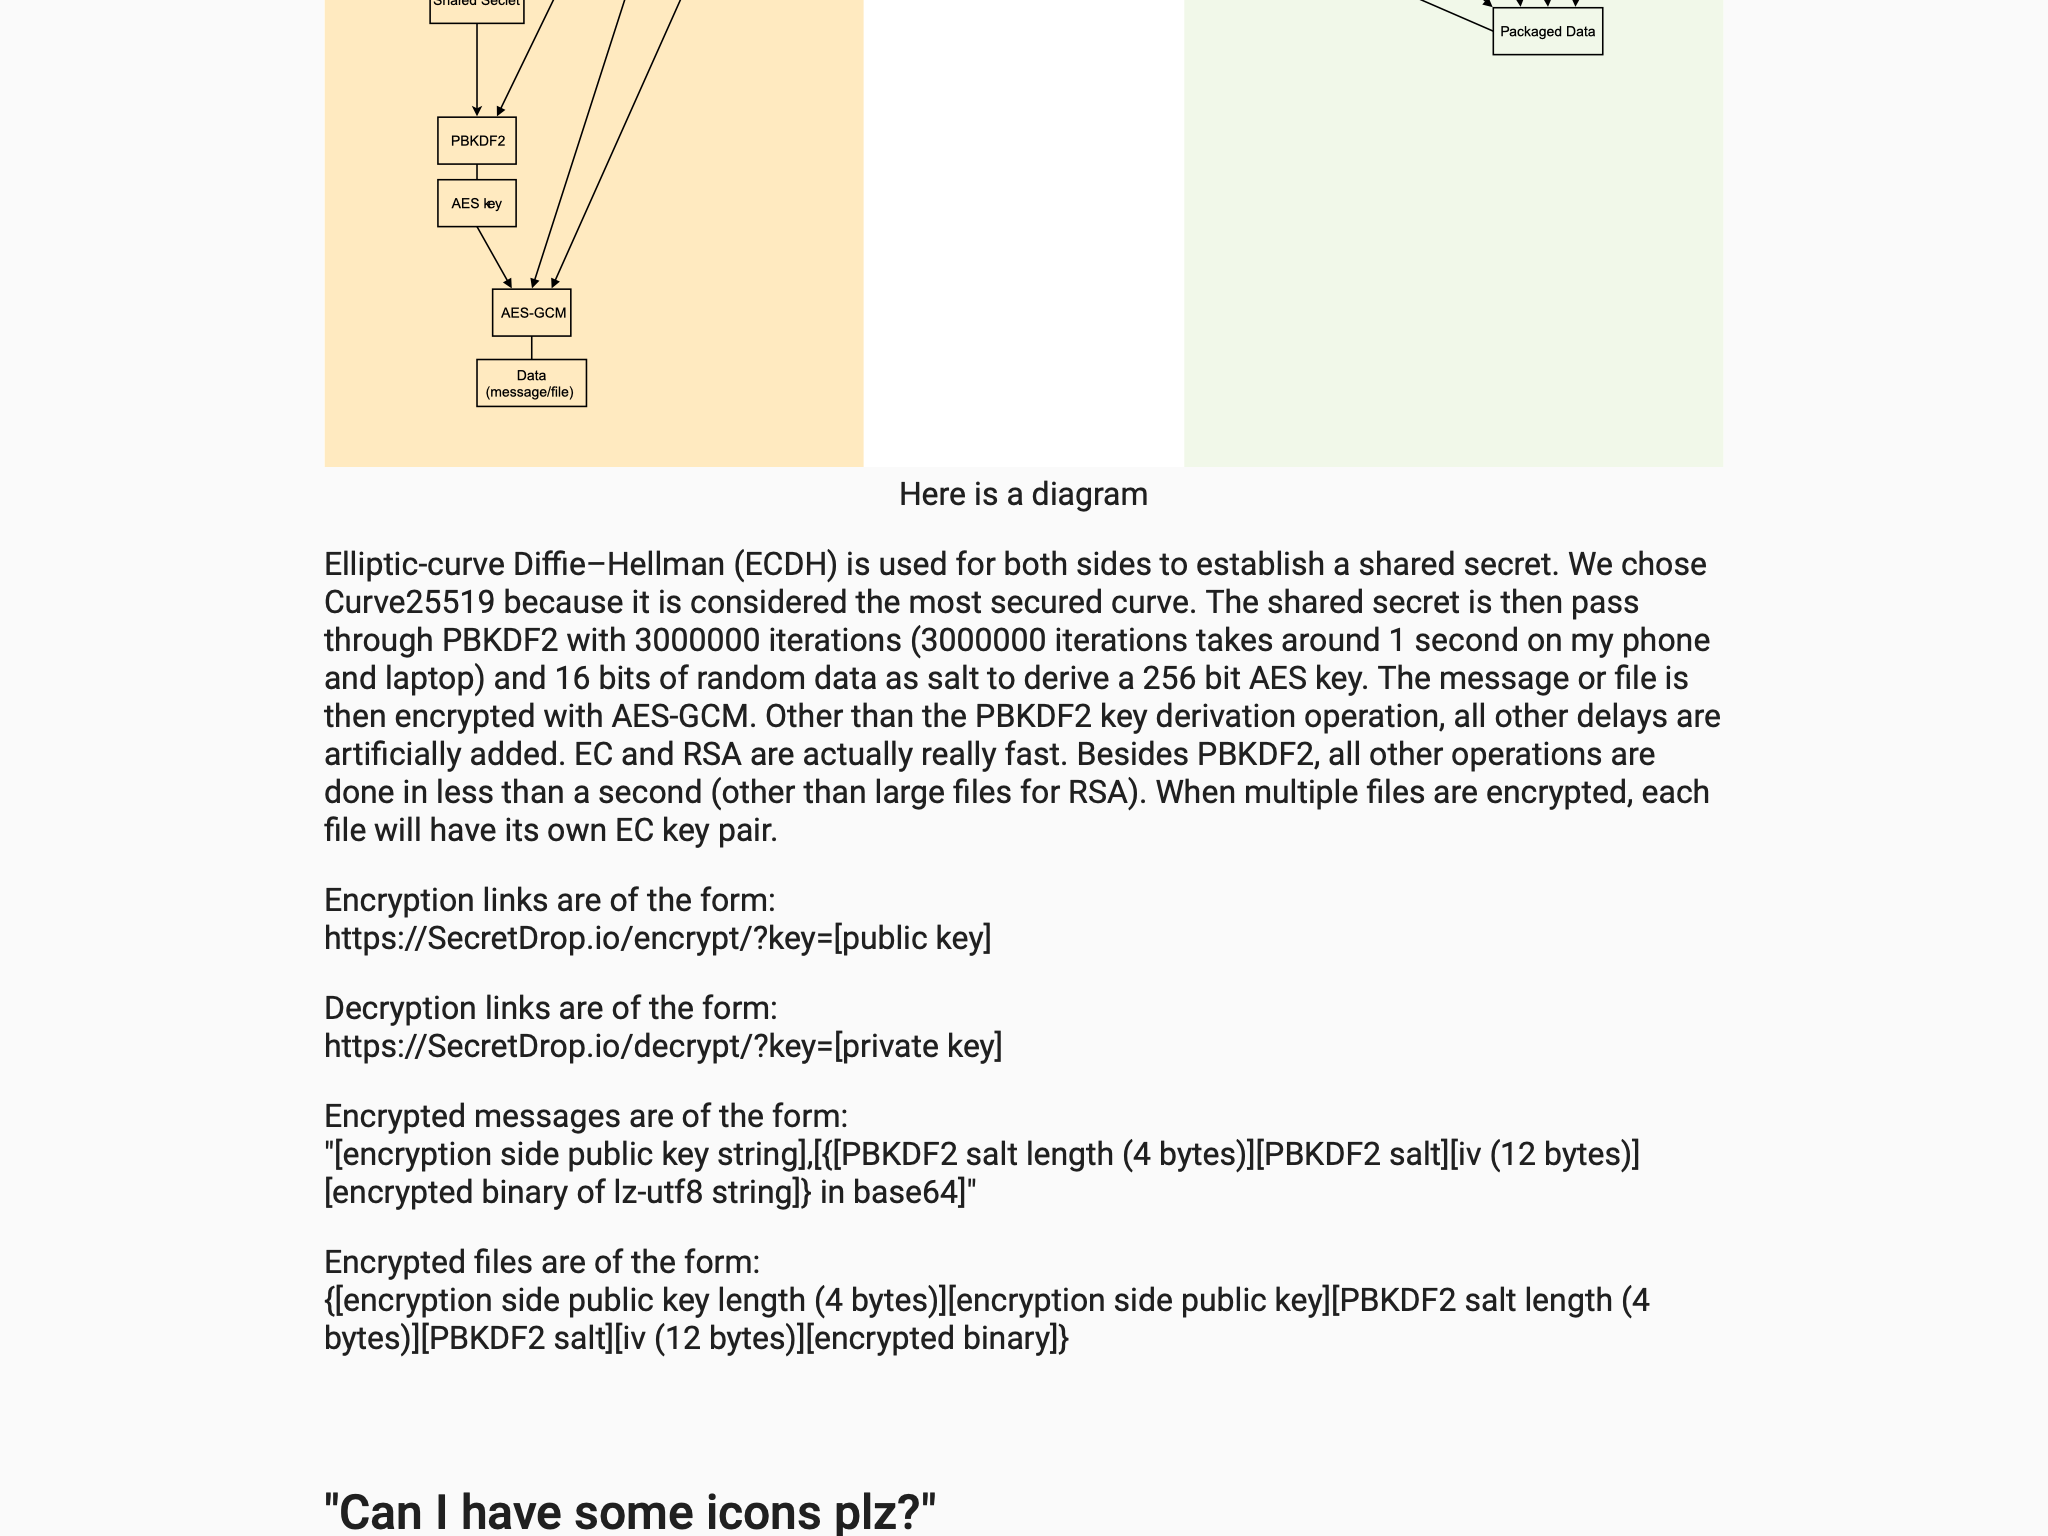 Shared Secret
Packaged Data
PBKDF2
AES key
AES-GCM
Data
(message/file)
Here is a diagram
Elliptic-curve Diffie–Hellman (ECDH) is used for both sides to establish a shared secret. We chose
Curve25519 because it is considered the most secured curve. The shared secret is then pass
through PBKDF2 with 3000000 iterations (3000000 iterations takes around 1 second on my phone
and laptop) and 16 bits of random data as salt to derive a 256 bit AES key. The message or file is
then encrypted with AES-GCM. Other than the PBKDF2 key derivation operation, all other delays are
artificially added. EC and RSA are actually really fast. Besides PBKDF2, all other operations are
done in less than a second (other than large files for RSA). When multiple files are encrypted, each
file will have its own EC key pair.
Encryption links are of the form:
https://SecretDrop.io/encrypt/?key=[public key]
Decryption links are of the form:
https://SecretDrop.io/decrypt/?key=[private key]
Encrypted messages are of the form:
"[encryption side public key string],[{[PBKDF2 salt length (4 bytes)][PBKDF2 salt][iv (12 bytes)]
[encrypted binary of lz-utf8 string]} in base64]"
Encrypted files are of the form:
{[encryption side public key length (4 bytes)][encryption side public key][PBKDF2 salt length (4
bytes)][PBKDF2 salt][iv (12 bytes)][encrypted binary]}
"Can I have some icons plz?"